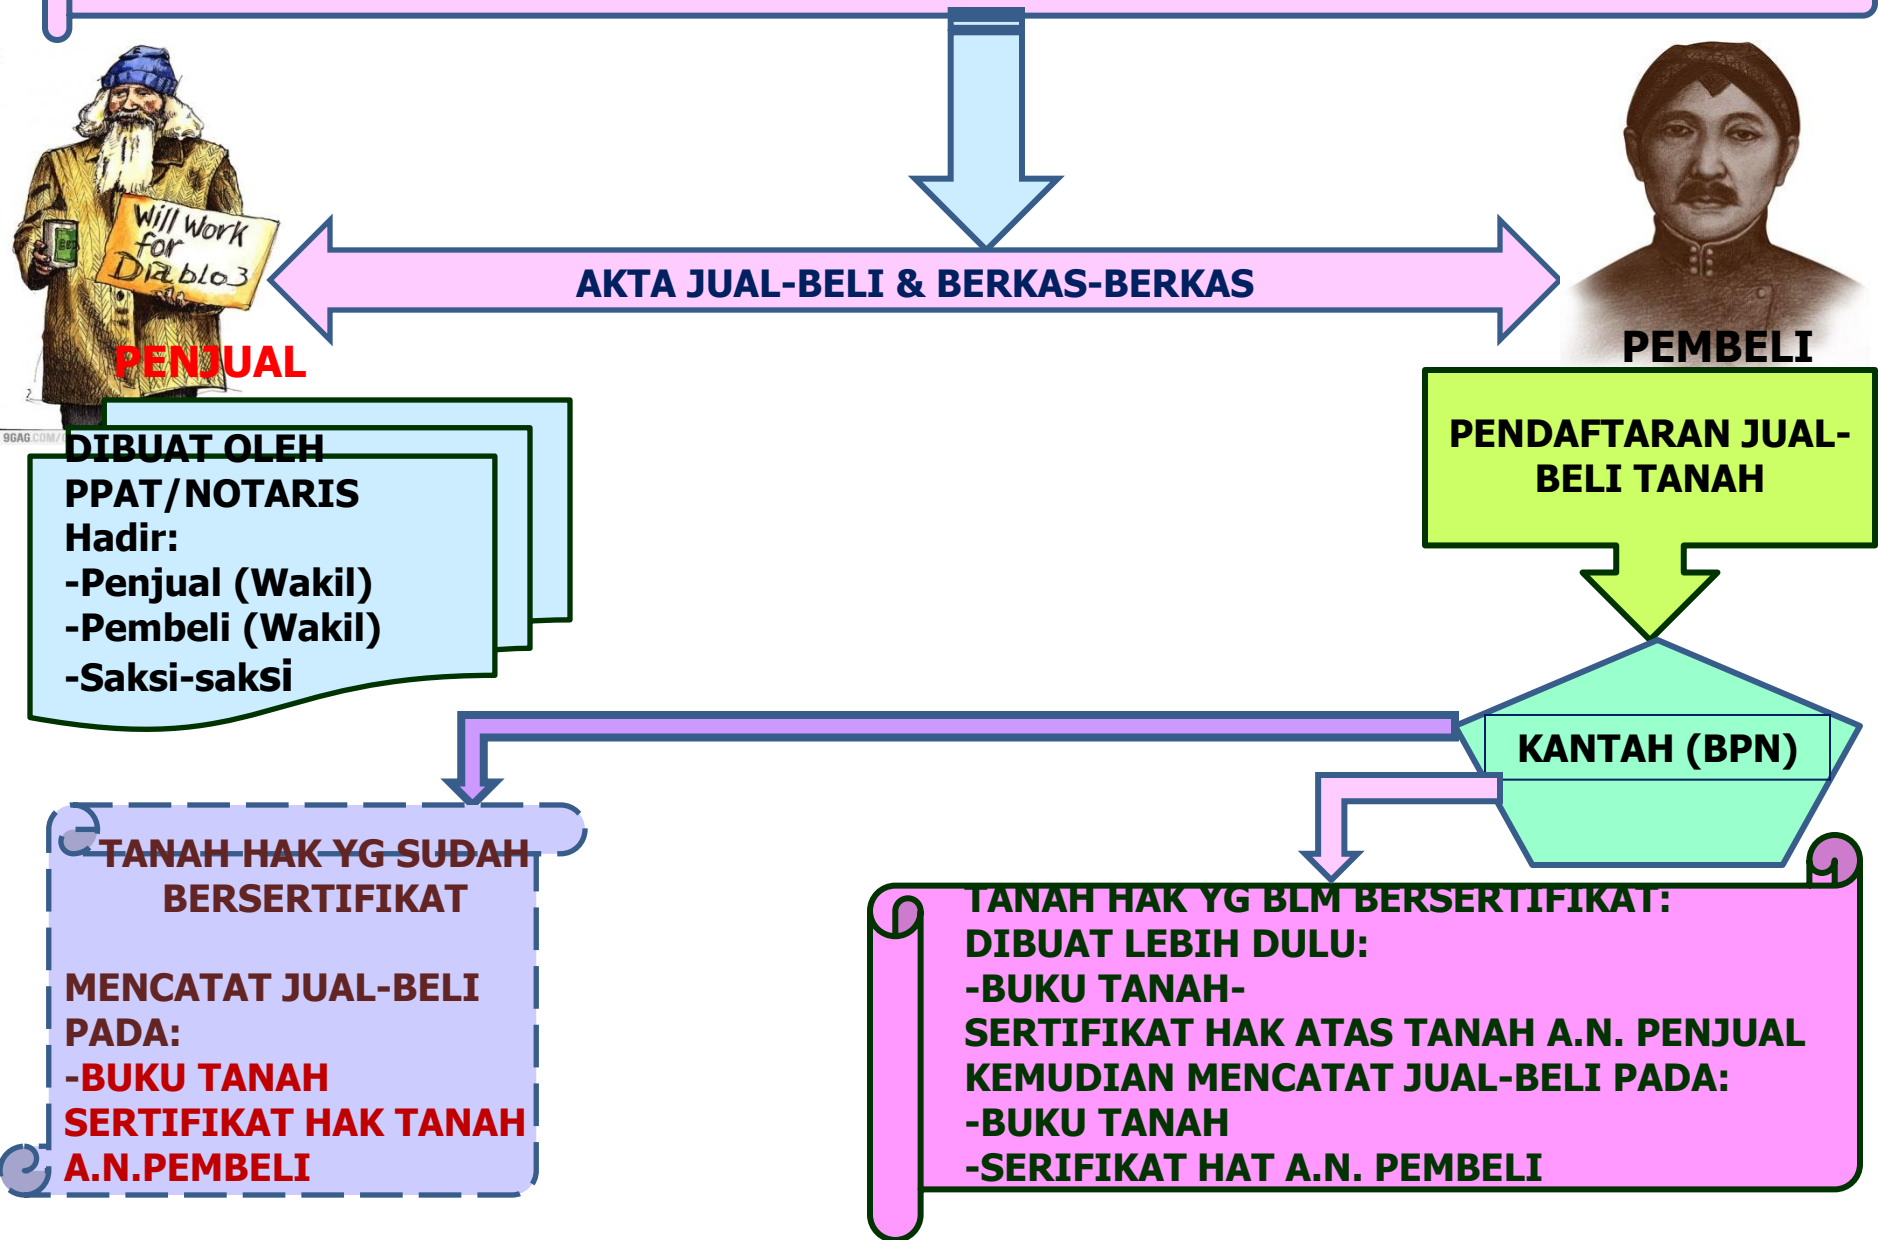 Will Work
for
Diablo3
AKTA JUAL-BELI & BERKAS-BERKAS
PENJUAL
PEMBELI
9GAG.COM/
DIBUAT OLEH
PPAT/NOTARIS
Hadir:
-Penjual (Wakil)
-Pembeli (Wakil)
-Saksi-saksi
PENDAFTARAN JUAL-
BELI TANAH
KANTAH (BPN)
TANAH HAK YG SUDAH
BERSERTIFIKAT
MENCATAT JUAL-BELI
PADA:
-BUKU TANAH
SERTIFIKAT HAK TANAH
A.N.PEMBELI
TANAH HAK YG BLM BERSERTIFIKAT:
DIBUAT LEBIH DULU:
-BUKU TANAH-
SERTIFIKAT HAK ATAS TANAH A.N. PENJUAL
KEMUDIAN MENCATAT JUAL-BELI PADA:
-BUKU TANAH
-SERIFIKAT HAT A.N. PEMBELI